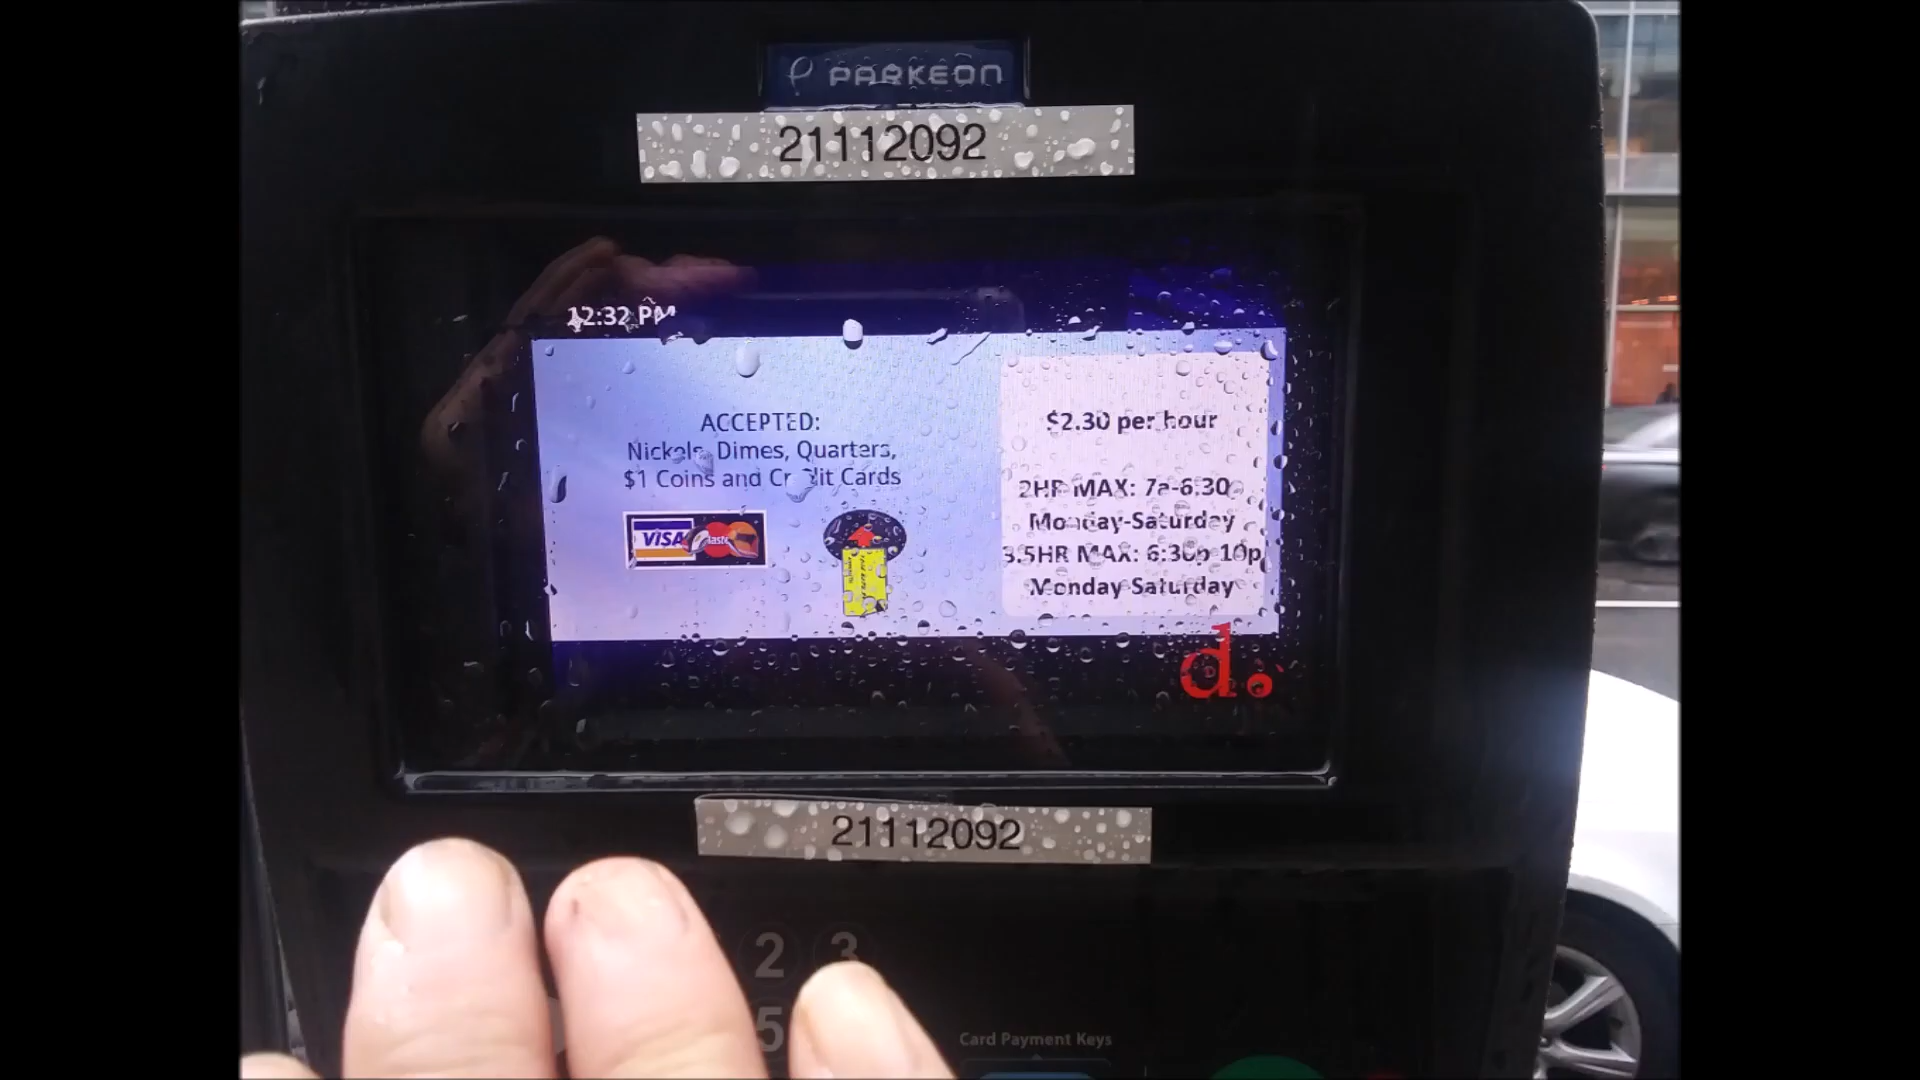 PARKEON
21112092
12:32 PM
ACCEPTED:
Nickels, Dimes, Quarters,
$1 Coins and Credit Cards
VISA
$2.30 per hour
2HR MAX: 7a-6:30
Monday-Saturday
3.5HR MAX: 6:30p-10p
Monday-Saturday
d.
21112092
2 3
5
Card Payment Keys